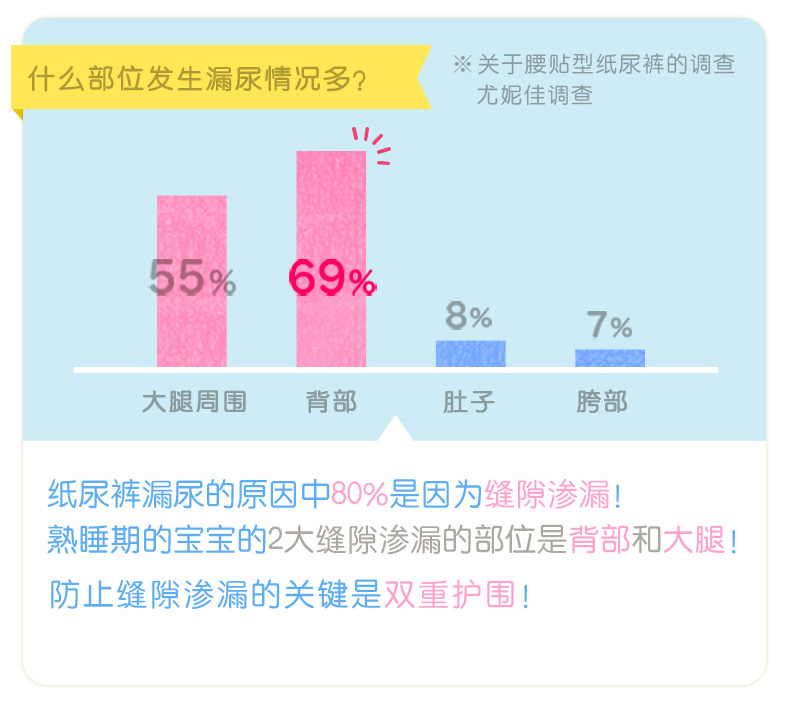 什么部位发生漏尿情况多?
※关于腰贴型纸尿裤的调查
尤妮佳调查
55%
69%
8%
7%
大腿周围
背部
肚子
胯部
纸尿裤漏尿的原因中80%是因为缝隙渗漏!
熟睡期的宝宝的2大缝隙渗漏的部位是背部和大腿!
防止缝隙渗漏的关键是双重护围!